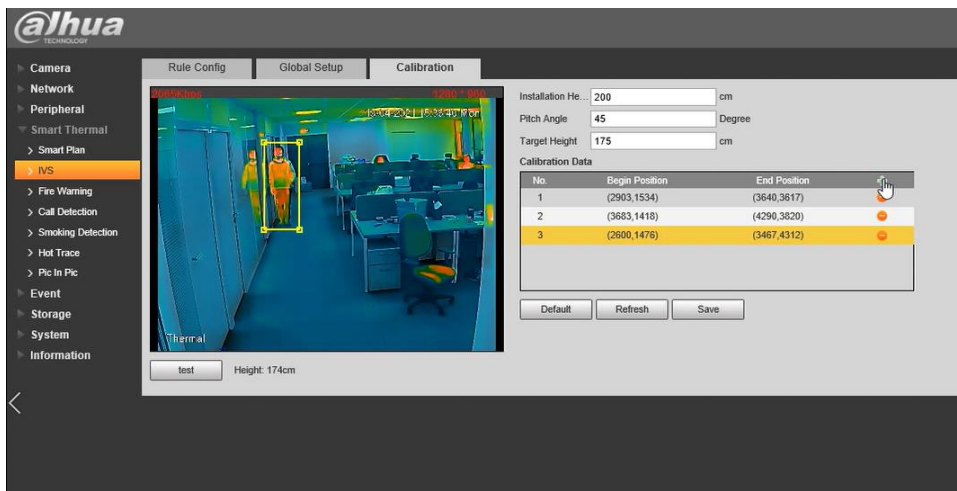 alhua
TECHNOLOGY
Camera
Network
Peripheral
Smart Thermal
Smart Plan
IVS
Fire Warning
Call Detection
Smoking Detection
Hot Trace
Pic In Pic
Event
Storage
System
Information
Rule Config Global Setup Calibration
1280 * 960
Thermal
test Height: 174cm
Installation He... 200 cm
Pitch Angle 45 Degree
Target Height 175 cm
Calibration Data
No. Begin Position End Position
1 (2903,1534) (3640,3617)
2 (3683,1418) (4290,3820)
3 (2600,1476) (3467,4312)
Default Refresh Save